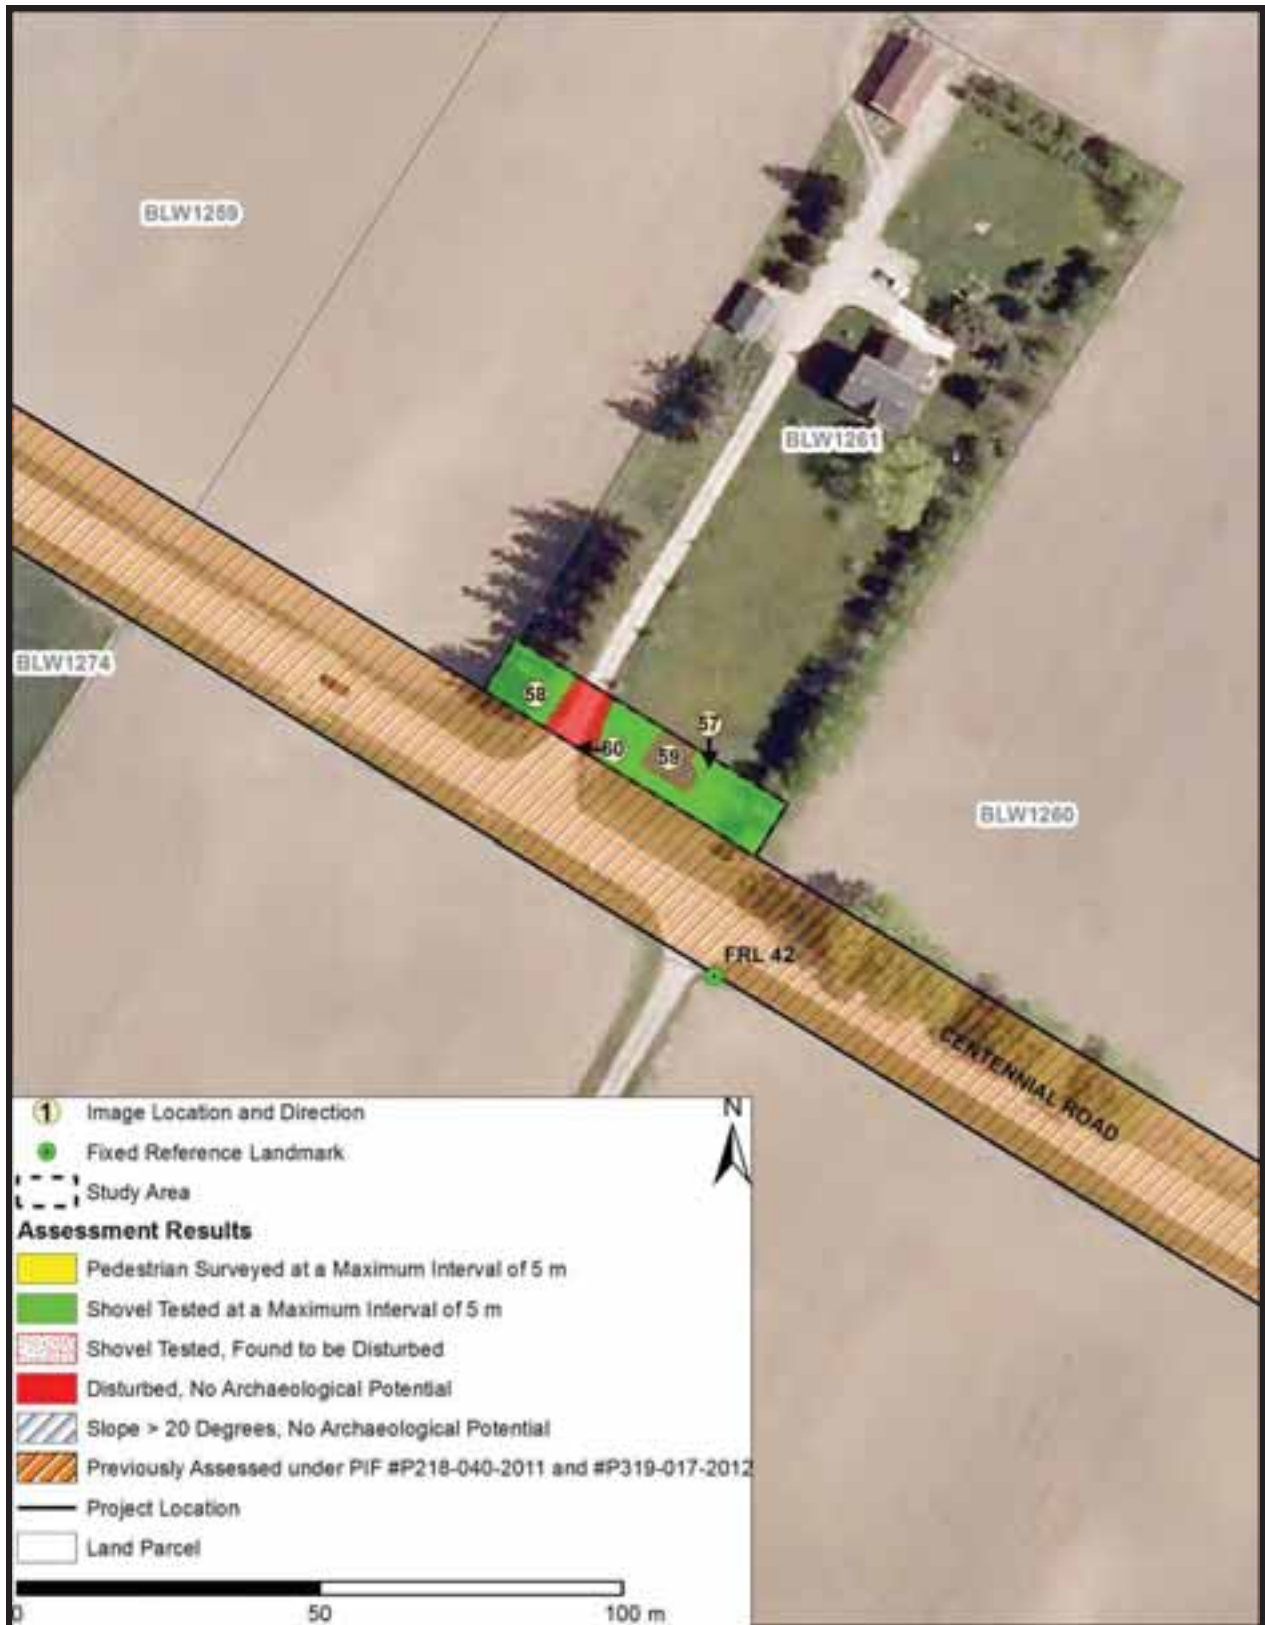 BLW1259
BLW1261
BLW1274
58
57
60
59
BLW1260
FRL 42
CENTENNIAL ROAD
N
1 Image Location and Direction
Fixed Reference Landmark
Study Area
Assessment Results
Pedestrian Surveyed at a Maximum Interval of 5 m
Shovel Tested at a Maximum Interval of 5 m
Shovel Tested, Found to be Disturbed
Disturbed, No Archaeological Potential
Slope > 20 Degrees, No Archaeological Potential
Previously Assessed under PIF #P218-040-2011 and #P319-017-2012
Project Location
Land Parcel
0 50 100 m